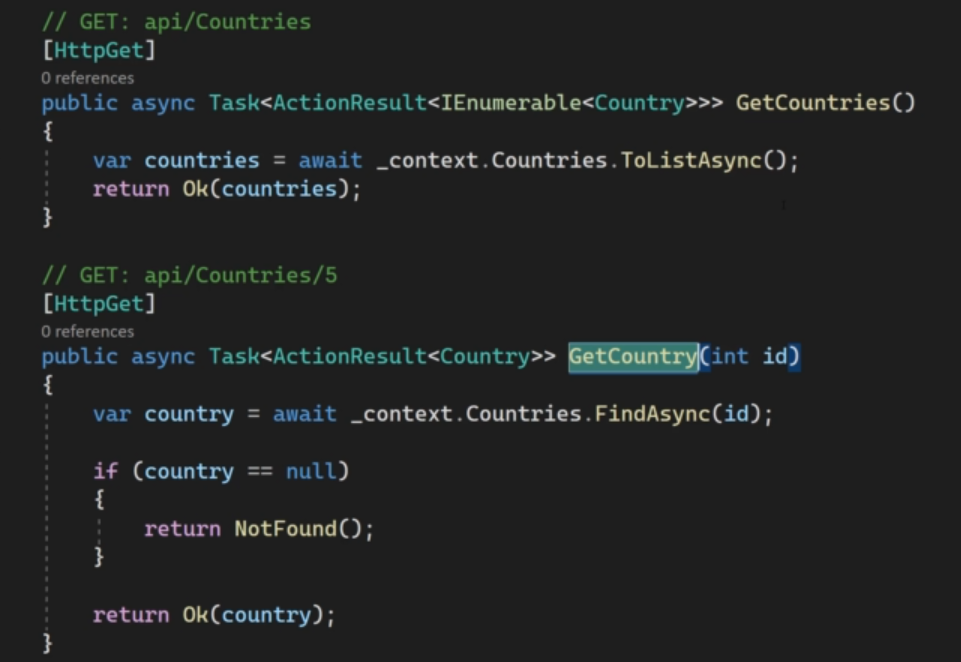 // GET: api/Countries
[HttpGet]
0 references
public async Task<ActionResult<IEnumerable<Country>>> GetCountries()
{
var countries = await _context.Countries.ToListAsync();
return Ok(countries);
}
// GET: api/Countries/5
[HttpGet]
0 references
public async Task<ActionResult<Country>> GetCountry(int id)
{
var country = await _context.Countries.FindAsync(id);
if (country == null)
{
return NotFound();
}
return Ok(country);
}